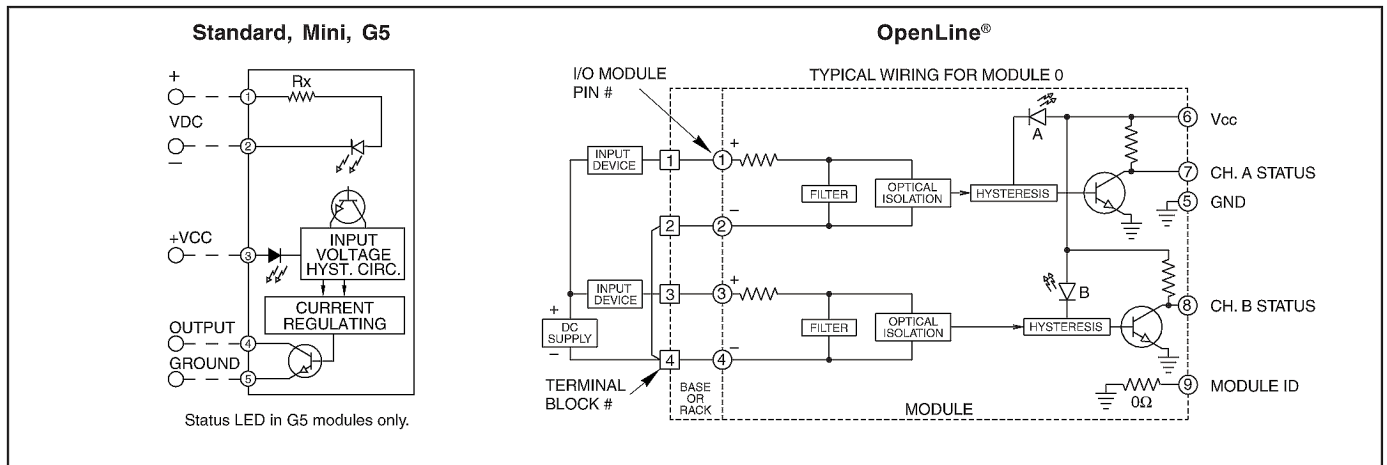 Standard, Mini, G5
+
Rx
1
VDC
2
–
+VCC
3
INPUT
VOLTAGE
HYST. CIRC.
CURRENT
REGULATING
OUTPUT
4
GROUND
5
Status LED in G5 modules only.
OpenLine®
I/O MODULE
PIN #
TYPICAL WIRING FOR MODULE 0
A
6 Vcc
INPUT
DEVICE
1
1
+
FILTER
OPTICAL
ISOLATION
HYSTERESIS
7 CH. A STATUS
5 GND
2
2
–
INPUT
DEVICE
3
3
+
B
8 CH. B STATUS
FILTER
OPTICAL
ISOLATION
HYSTERESIS
+
DC
SUPPLY
–
4
4
–
TERMINAL
BLOCK #
BASE
OR
RACK
MODULE
0Ω
9 MODULE ID